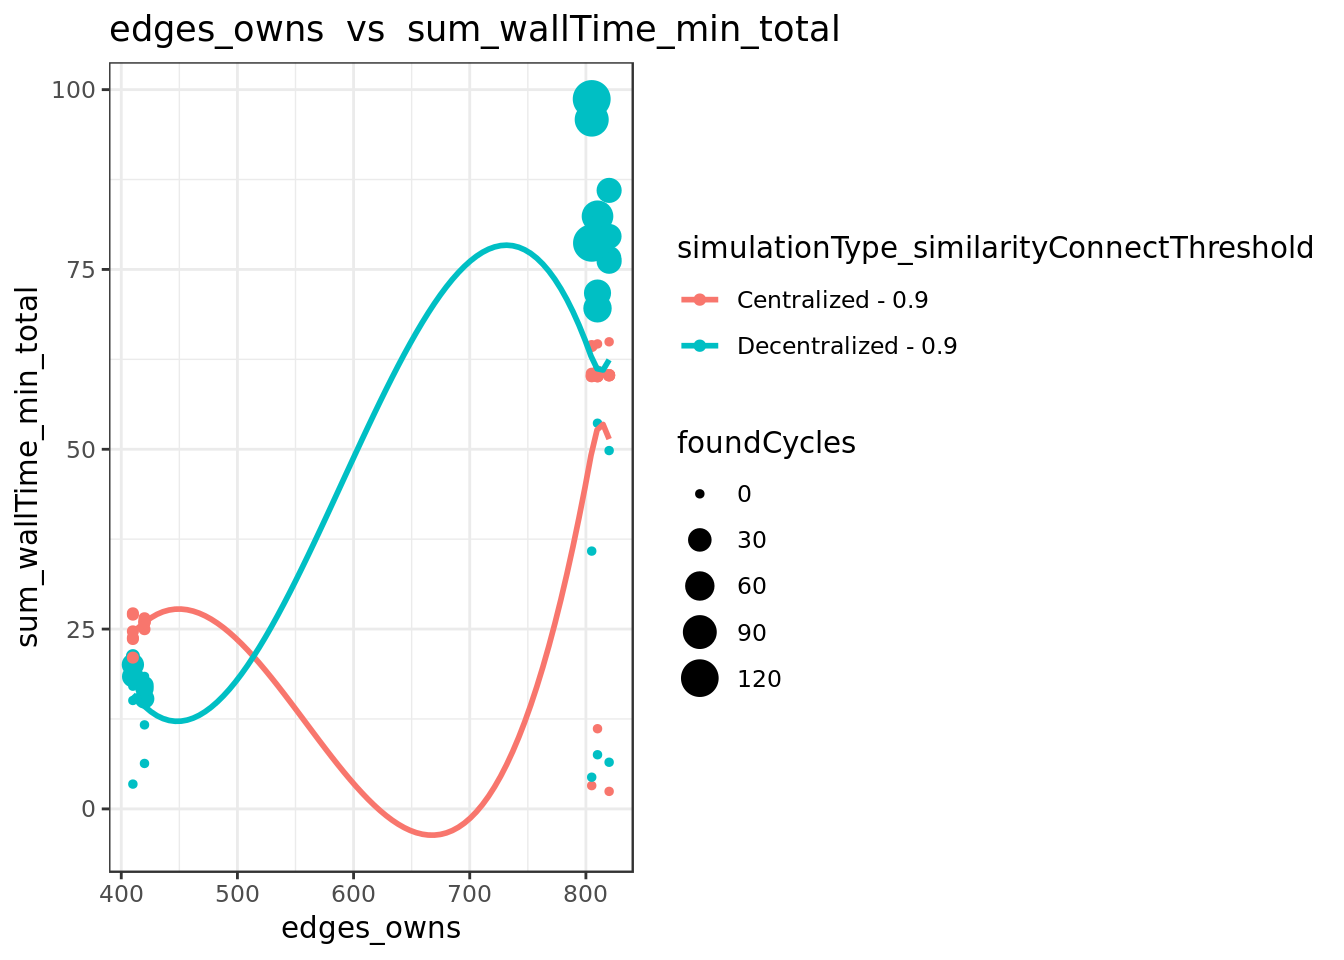 edges_owns  vs  sum_wallTime_min_total
100
75
50
25
0
sum_wallTime_min_total
400 500 600 700 800
edges_owns
simulationType_similarityConnectThreshold
Centralized - 0.9
Decentralized - 0.9
foundCycles
0
30
60
90
120